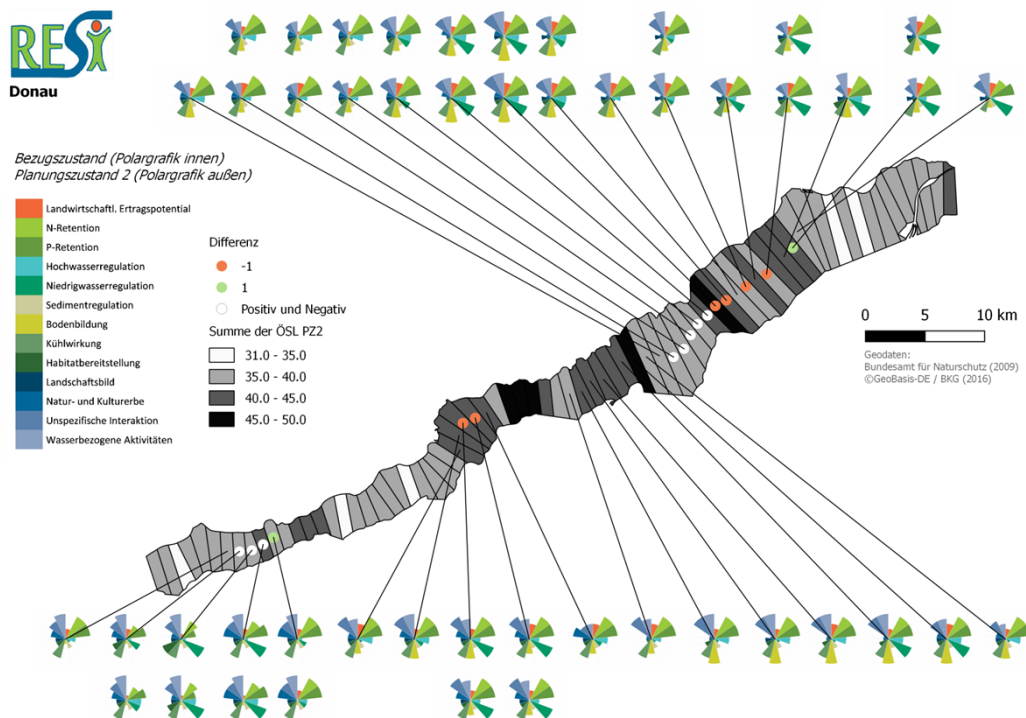 RESI
Donau
Bezugszustand (Polargrafik innen)
Planungszustand 2 (Polargrafik außen)
Landwirtschaftl. Ertragspotential
N-Retention
P-Retention
Hochwasserregulation
Niedrigwasserregulation
Sedimentregulation
Bodenbildung
Kühlwirkung
Habitatbereitstellung
Landschaftsbild
Natur- und Kulturerbe
Unspezifische Interaktion
Wasserbezogene Aktivitäten
Differenz
-1
1
Positiv und Negativ
Summe der ÖSL PZ2
31.0 - 35.0
35.0 - 40.0
40.0 - 45.0
45.0 - 50.0
0 5 10 km
Geodaten:
Bundesamt für Naturschutz (2009)
©GeoBasis-DE / BKG (2016)